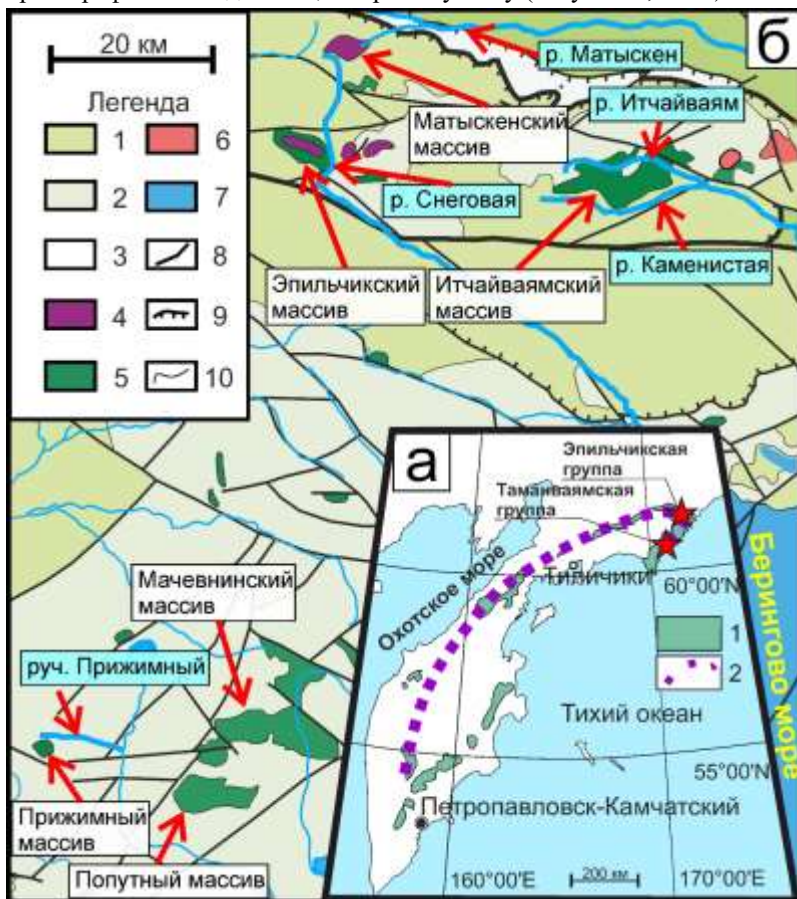 20 км
б
Легенда
1
6
2
7
3
8
4
9
5
10
р. Матыскен
р. Итчайваям
Матыскенский
массив
р. Снеговая
р. Каменистая
Эпильчикский
массив
Итчайваямский
массив
Мачевнинский
массив
руч. Прижимный
Прижимный
массив
Попутный массив
а
Эпильчикская
группа
Таманваямская
группа
Охотское море
Тиличики
60°00'N
1
2
Берингово море
Тихий океан
55°00'N
Петропавловск-Камчатский
160°00'E
200 км
170°00'E